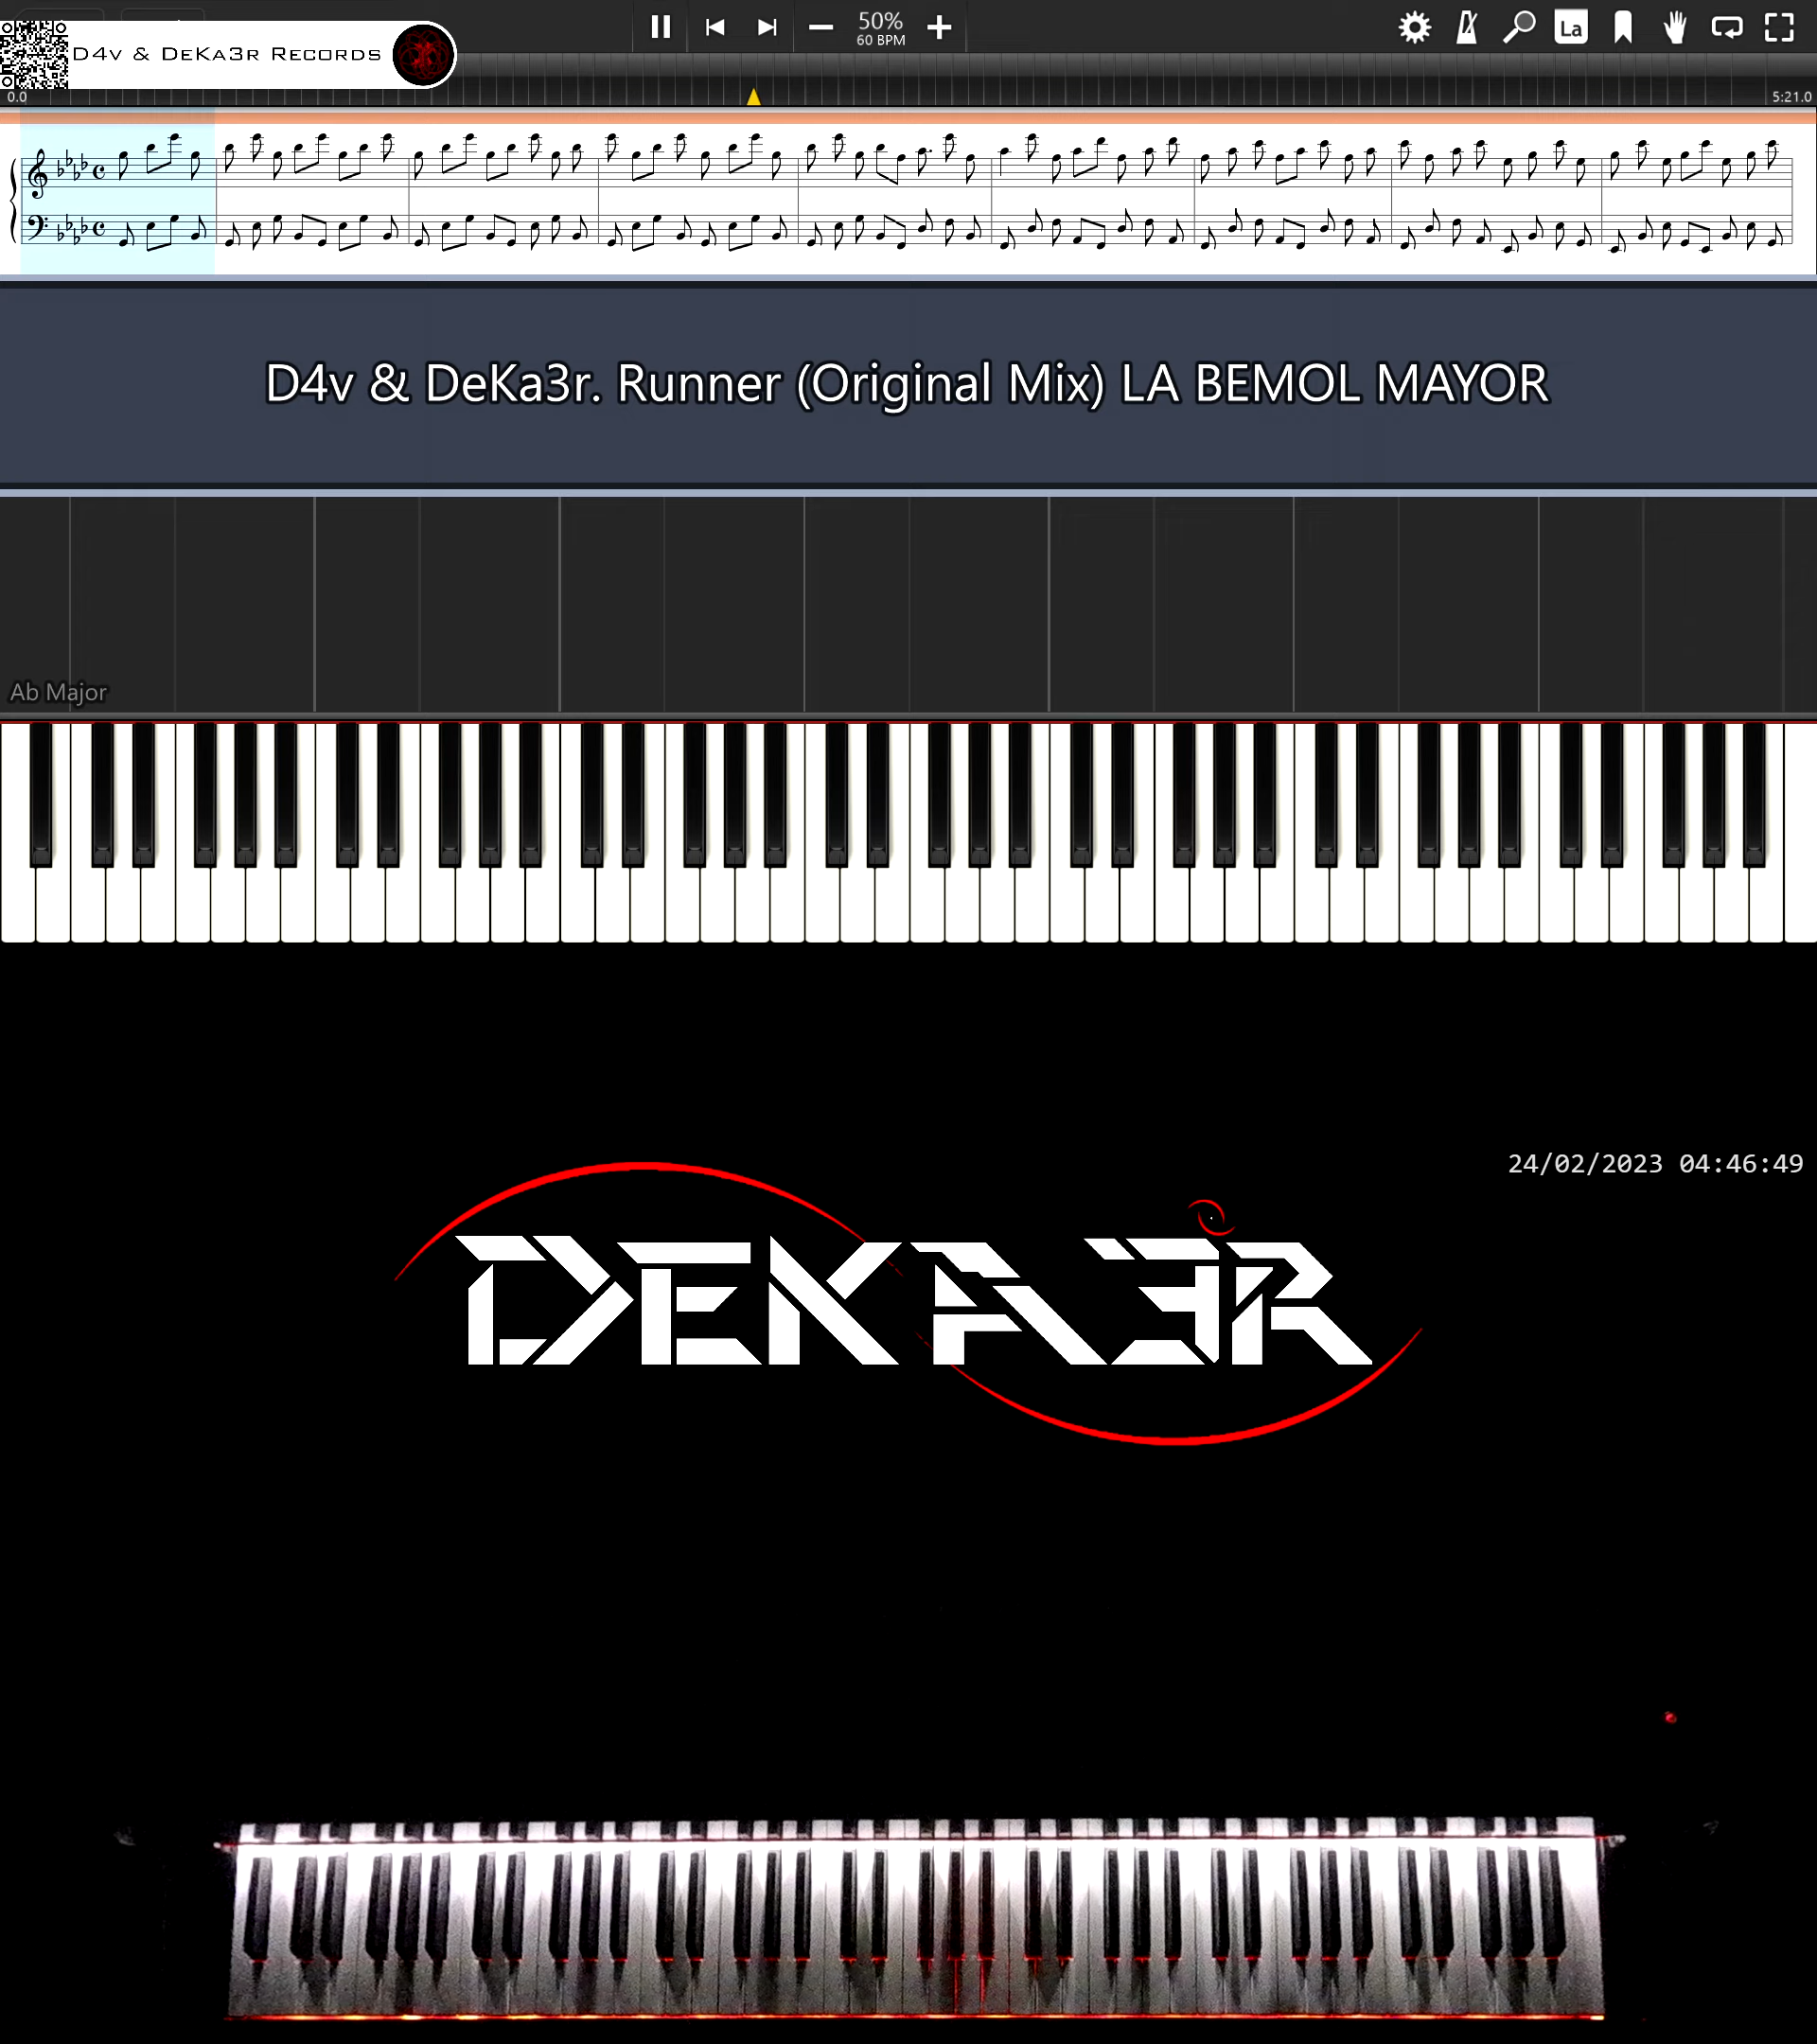 50%
60 BPM
La
D4v & DeKa3r Records
0.0
5:21.0
D4v & DeKa3r. Runner (Original Mix) LA BEMOL MAYOR
Ab Major
24/02/2023 04:46:49
DEKA3R